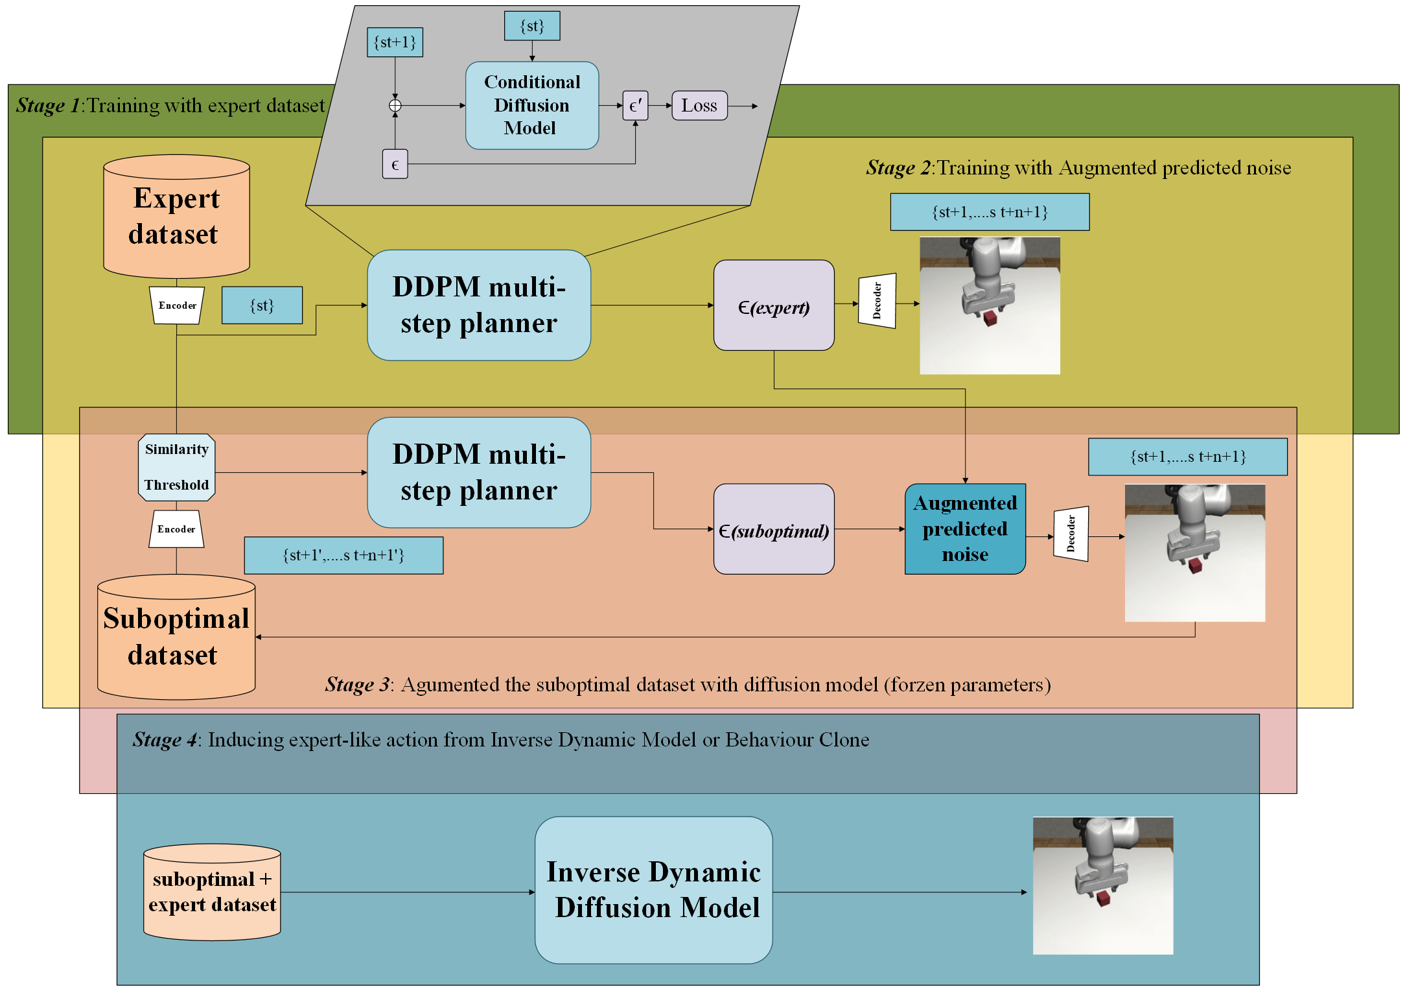 {st+1}
{st}
Conditional
Diffusion
Model
ϵ′
Loss
ϵ
Stage 1:Training with expert dataset
Stage 2:Training with Augmented predicted noise
Expert
dataset
Encoder
{st}
DDPM multi-
step planner
ϵ(expert)
Decoder
{st+1,....s t+n+1}
Similarity
Threshold
Encoder
DDPM multi-
step planner
{st+1',....s t+n+1'}
ϵ(suboptimal)
Augmented
predicted
noise
Decoder
{st+1,....s t+n+1}
Suboptimal
dataset
Stage 3: Agumented the suboptimal dataset with diffusion model (forzen parameters)
Stage 4: Inducing expert-like action from Inverse Dynamic Model or Behaviour Clone
suboptimal +
expert dataset
Inverse Dynamic
Diffusion Model